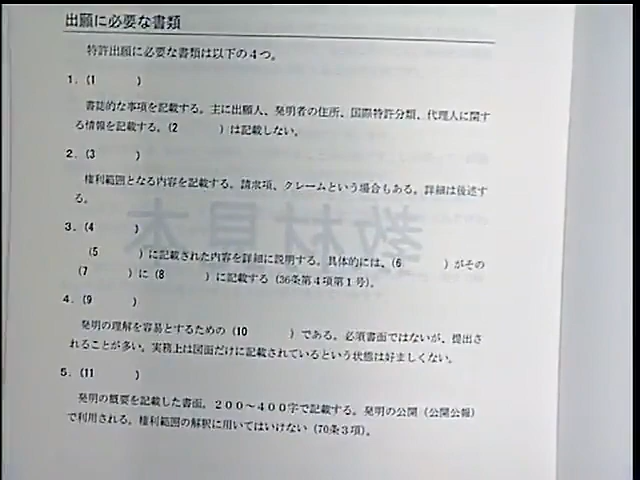 出願に必要な書類
特許出願に必要な書類は以下の４つ。
1．(1　　　)
書誌的な事項を記載する。主に出願人、発明者の住所、国際特許分類、代理人に関す
る情報を記載する。(2　　　)は記載しない。
2．(3　　　)
権利範囲となる内容を記載する。請求項、クレームという場合もある。詳細は後述す
る。
3．(4　　　)
(5　　　)に記載された内容を詳細に説明する。具体的には、(6　　　)がその
(7　　　)に(8　　　)に記載する(36条第4項第1号)。
4．(9　　　)
発明の理解を容易とするための(10　　　)である。必須書面ではないが、提出さ
れることが多い。実務上は図面だけに記載されているという状態は好ましくない。
5．(11　　　)
発明の概要を記載した書面。２００～４００字で記載する。発明の公開（公開公報）
で利用される。権利範囲の解釈に用いてはいけない（70条３項）。